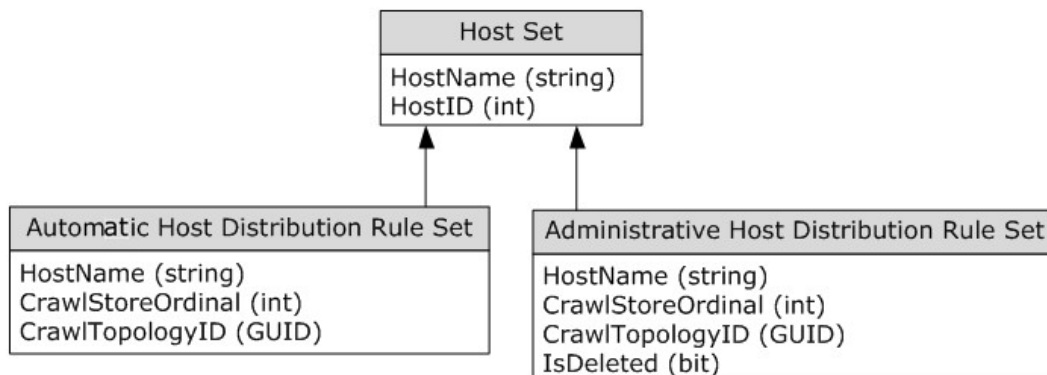 Host Set
HostName (string)
HostID (int)
Automatic Host Distribution Rule Set
HostName (string)
CrawlStoreOrdinal (int)
CrawlTopologyID (GUID)
Administrative Host Distribution Rule Set
HostName (string)
CrawlStoreOrdinal (int)
CrawlTopologyID (GUID)
IsDeleted (bit)